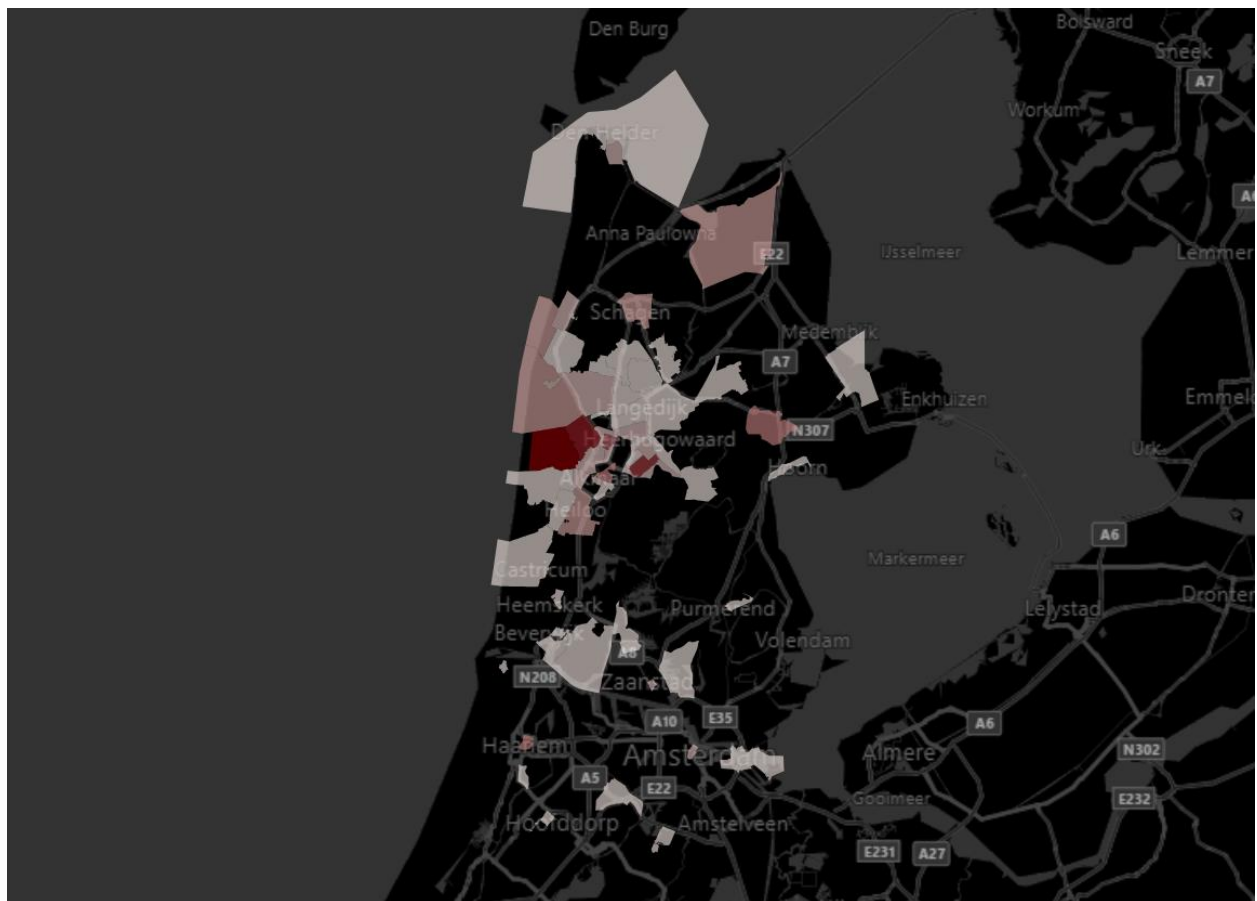 Den Burg
Bolsward
Sneek
A7
Workum
Den Helder
Anna Paulowna
E22
IJsselmeer
Lemmer
Schagen
Medemblik
A7
Langedijk
Enkhuizen
Emmelo
Heerhugowaard
N307
Urk
Hoorn
Alkmaar
Heiloo
A6
Markermeer
Castricum
Heemskerk
Purmerend
Lelystad
Dronten
Beverwijk
Volendam
A8
N208
Zaanstad
A10
E35
A6
Haarlem
Amsterdam
Almere
N302
A5
E22
Gooimeer
E232
Hoofddorp
Amstelveen
E231
A27